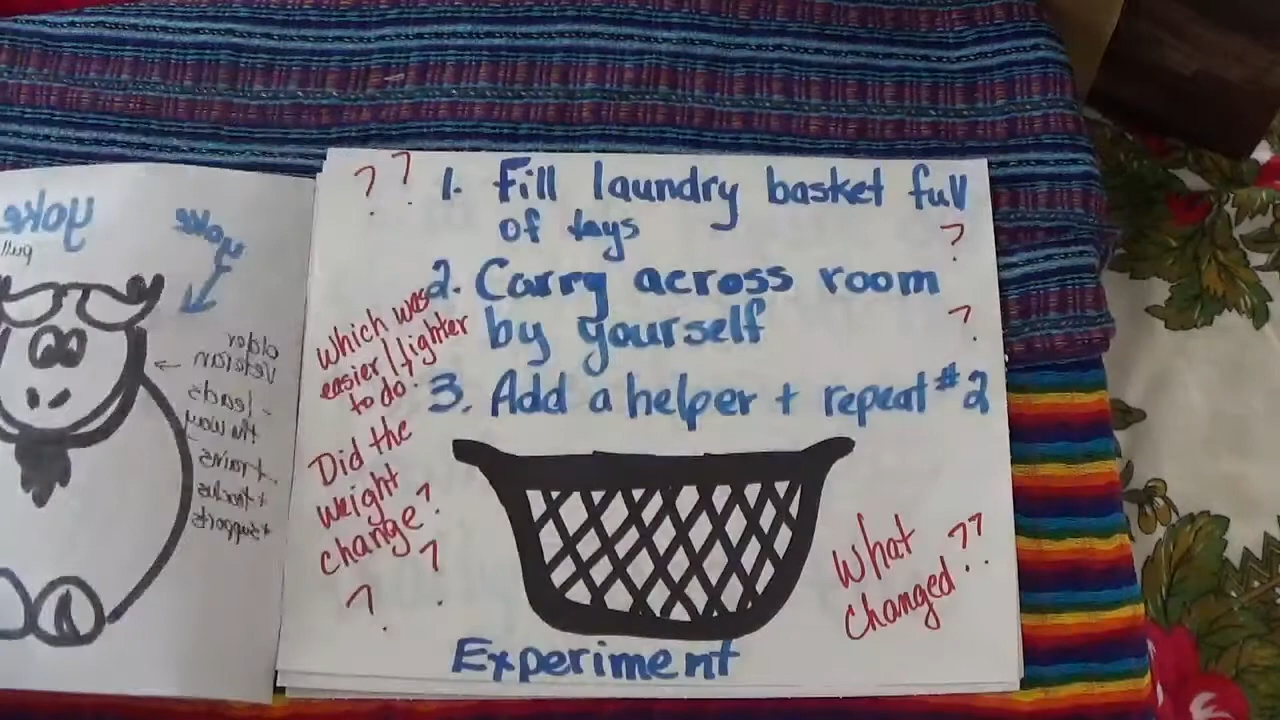 yoke
pull
yoke
older
veteran
- leads
the way
- trains
+ teaches
+ supports
? ?
1. Fill laundry basket full
of toys
?
2. Carry across room
by yourself
?
3. Add a helper + repeat #2
Which was
easier/lighter
to do?
Did the
weight
change?
?
?
What
changed??
Experiment